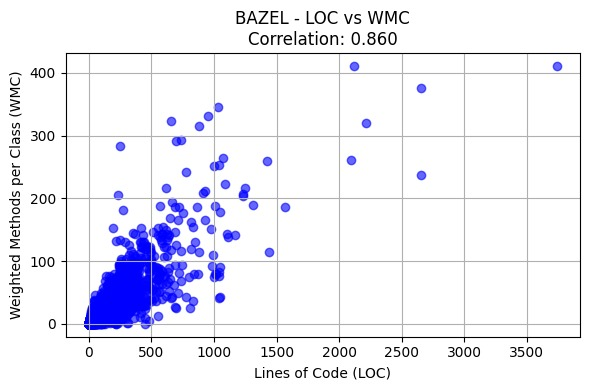 BAZEL - LOC vs WMC
Correlation: 0.860
Weighted Methods per Class (WMC)
400
300
200
100
0
0 500 1000 1500 2000 2500 3000 3500
Lines of Code (LOC)